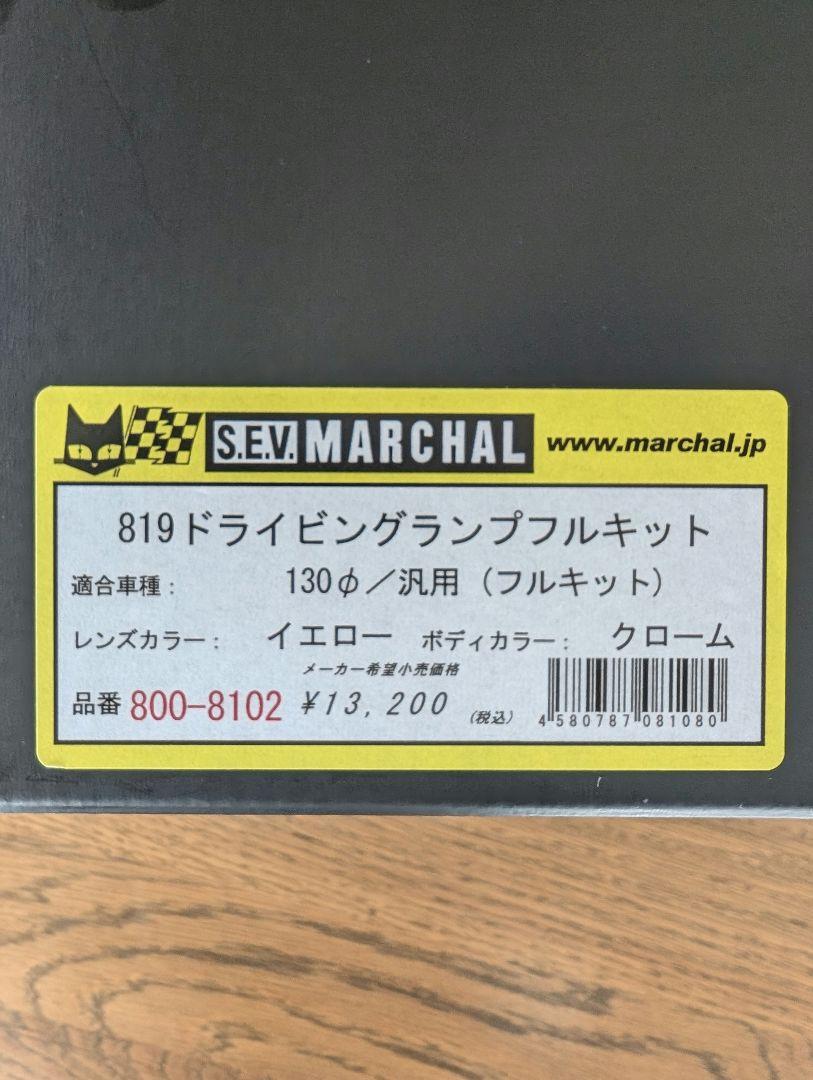 S.E.V. MARCHAL www.marchal.jp
819ドライビングランプフルキット
適合車種： 130φ／汎用（フルキット）
レンズカラー： イエロー ボディカラー： クローム
メーカー希望小売価格
品番 800-8102 ¥13,200 （税込）
4580787081080